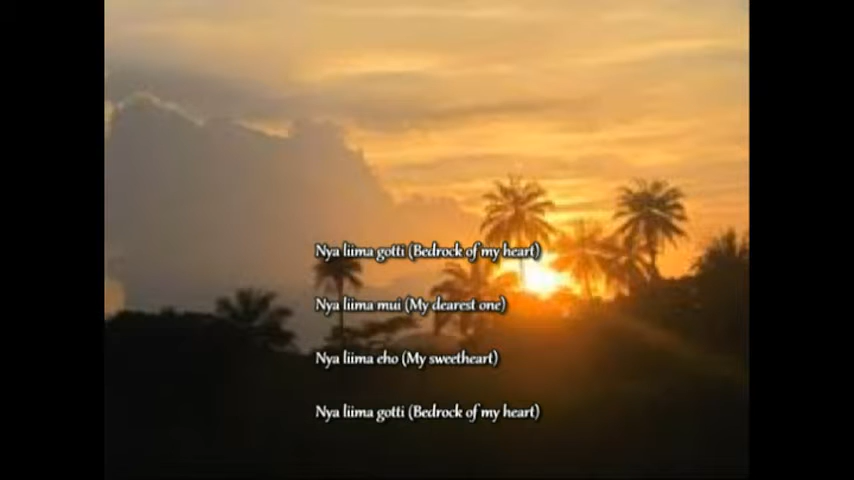 Nya liima gotti (Bedrock of my heart)
Nya liima mui (My dearest one)
Nya liima eho (My sweetheart)
Nya liima gotti (Bedrock of my heart)